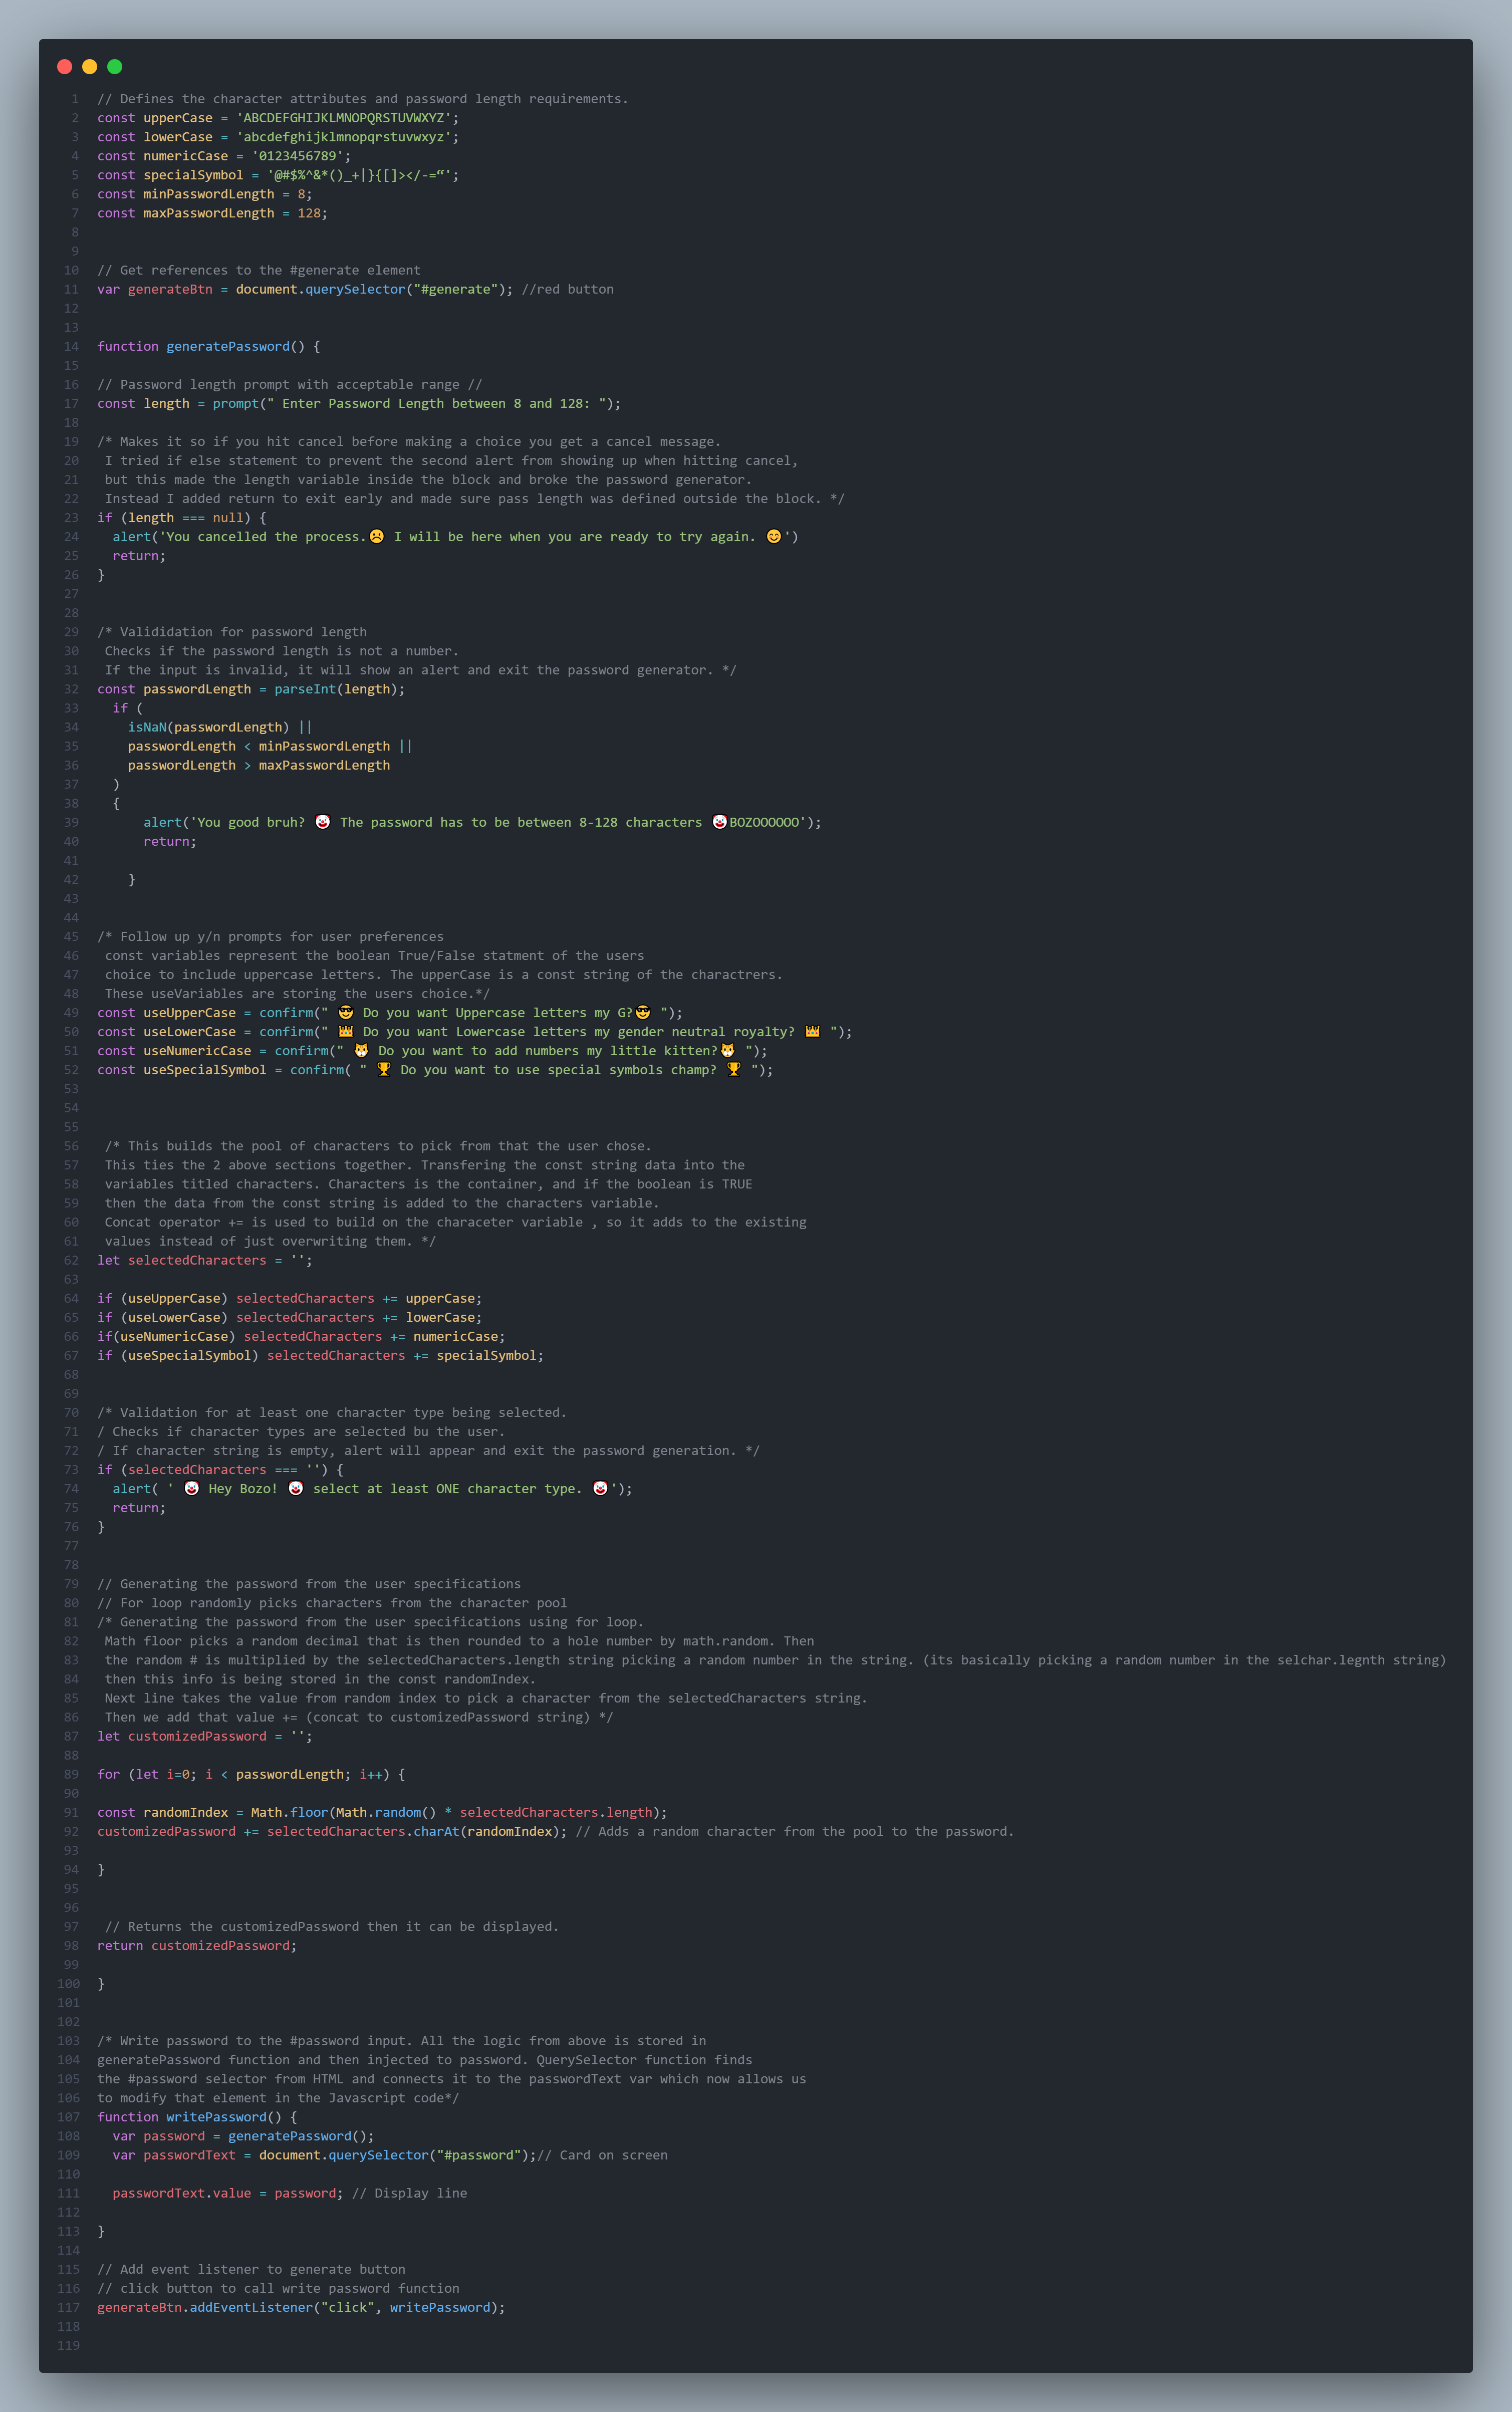 1 // Defines the character attributes and password length requirements.
2 const upperCase = 'ABCDEFGHIJKLMNOPQRSTUVWXYZ';
3 const lowerCase = 'abcdefghijklmnopqrstuvwxyz';
4 const numericCase = '0123456789';
5 const specialSymbol = '@#$%^&*()_+|}{[]></-=“';
6 const minPasswordLength = 8;
7 const maxPasswordLength = 128;
8
9
10 // Get references to the #generate element
11 var generateBtn = document.querySelector("#generate"); //red button
12
13
14 function generatePassword() {
15
16 // Password length prompt with acceptable range //
17 const length = prompt(" Enter Password Length between 8 and 128: ");
18
19 /* Makes it so if you hit cancel before making a choice you get a cancel message.
20 I tried if else statement to prevent the second alert from showing up when hitting cancel,
21 but this made the length variable inside the block and broke the password generator.
22 Instead I added return to exit early and made sure pass length was defined outside the block. */
23 if (length === null) {
24 alert('You cancelled the process.☹️ I will be here when you are ready to try again. 😊')
25 return;
26 }
27
28
29 /* Valididation for password length
30 Checks if the password length is not a number.
31 If the input is invalid, it will show an alert and exit the password generator. */
32 const passwordLength = parseInt(length);
33 if (
34 isNaN(passwordLength) ||
35 passwordLength < minPasswordLength ||
36 passwordLength > maxPasswordLength
37 )
38 {
39 alert('You good bruh? 🤡 The password has to be between 8-128 characters 🤡BOZOOOOOO');
40 return;
41
42 }
43
44
45 /* Follow up y/n prompts for user preferences
46 const variables represent the boolean True/False statment of the users
47 choice to include uppercase letters. The upperCase is a const string of the charactrers.
48 These useVariables are storing the users choice.*/
49 const useUpperCase = confirm(" 😎 Do you want Uppercase letters my G?😎 ");
50 const useLowerCase = confirm(" 👑 Do you want Lowercase letters my gender neutral royalty? 👑 ");
51 const useNumericCase = confirm(" 🐱 Do you want to add numbers my little kitten?🐱 ");
52 const useSpecialSymbol = confirm( " 🏆 Do you want to use special symbols champ? 🏆 ");
53
54
55
56 /* This builds the pool of characters to pick from that the user chose.
57 This ties the 2 above sections together. Transfering the const string data into the
58 variables titled characters. Characters is the container, and if the boolean is TRUE
59 then the data from the const string is added to the characters variable.
60 Concat operator += is used to build on the characeter variable , so it adds to the existing
61 values instead of just overwriting them. */
62 let selectedCharacters = '';
63
64 if (useUpperCase) selectedCharacters += upperCase;
65 if (useLowerCase) selectedCharacters += lowerCase;
66 if(useNumericCase) selectedCharacters += numericCase;
67 if (useSpecialSymbol) selectedCharacters += specialSymbol;
68
69
70 /* Validation for at least one character type being selected.
71 / Checks if character types are selected bu the user.
72 / If character string is empty, alert will appear and exit the password generation. */
73 if (selectedCharacters === '') {
74 alert( ' 🤡 Hey Bozo! 🤡 select at least ONE character type. 🤡');
75 return;
76 }
77
78
79 // Generating the password from the user specifications
80 // For loop randomly picks characters from the character pool
81 /* Generating the password from the user specifications using for loop.
82 Math floor picks a random decimal that is then rounded to a hole number by math.random. Then
83 the random # is multiplied by the selectedCharacters.length string picking a random number in the string. (its basically picking a random number in the selchar.legnth string)
84 then this info is being stored in the const randomIndex.
85 Next line takes the value from random index to pick a character from the selectedCharacters string.
86 Then we add that value += (concat to customizedPassword string) */
87 let customizedPassword = '';
88
89 for (let i=0; i < passwordLength; i++) {
90
91 const randomIndex = Math.floor(Math.random() * selectedCharacters.length);
92 customizedPassword += selectedCharacters.charAt(randomIndex); // Adds a random character from the pool to the password.
93
94 }
95
96
97 // Returns the customizedPassword then it can be displayed.
98 return customizedPassword;
99
100 }
101
102
103 /* Write password to the #password input. All the logic from above is stored in
104 generatePassword function and then injected to password. QuerySelector function finds
105 the #password selector from HTML and connects it to the passwordText var which now allows us
106 to modify that element in the Javascript code*/
107 function writePassword() {
108 var password = generatePassword();
109 var passwordText = document.querySelector("#password");// Card on screen
110
111 passwordText.value = password; // Display line
112
113 }
114
115 // Add event listener to generate button
116 // click button to call write password function
117 generateBtn.addEventListener("click", writePassword);
118
119